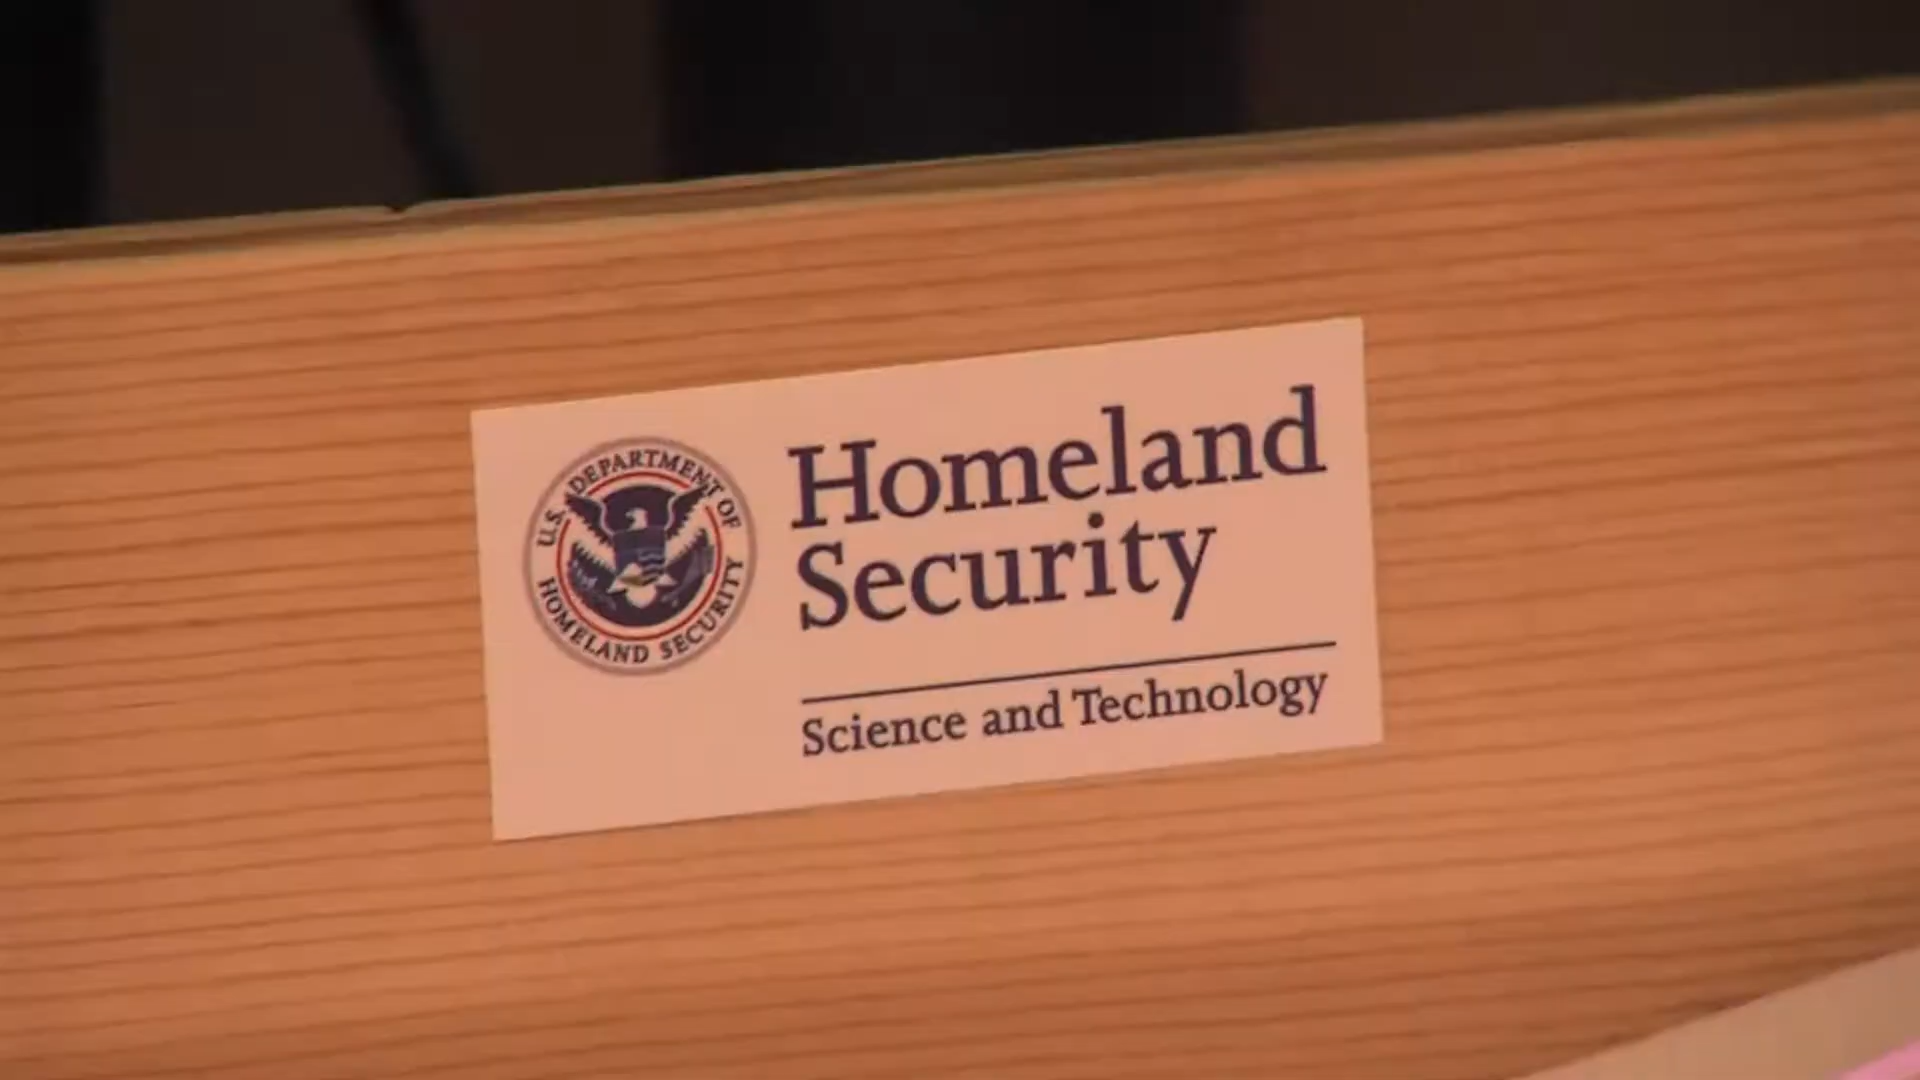 U.S. DEPARTMENT OF
HOMELAND SECURITY
Homeland
Security
Science and Technology